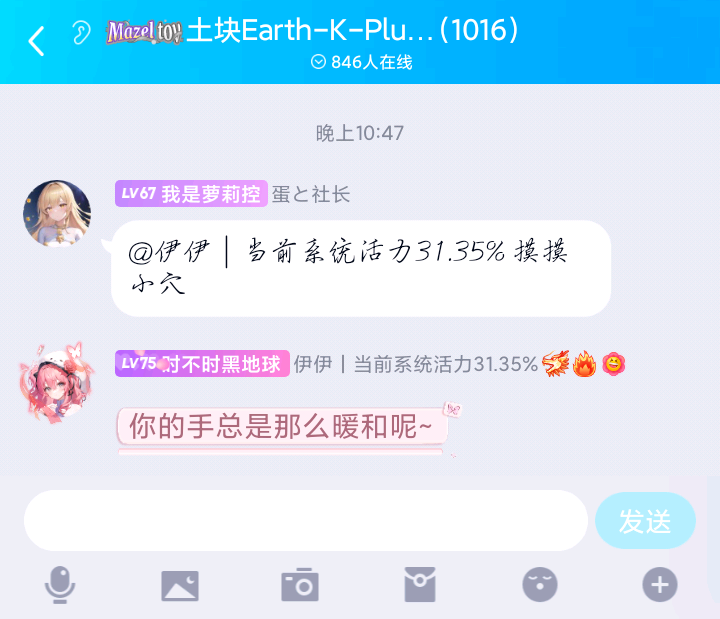 Mazel toy 土块Earth-K-Plu...(1016)
846人在线
晚上10:47
LV67 我是萝莉控 蛋と社长
@伊伊｜当前系统活力31.35% 摸摸
小穴
LV75 时不时黑地球 伊伊｜当前系统活力31.35%
你的手总是那么暖和呢~
发送